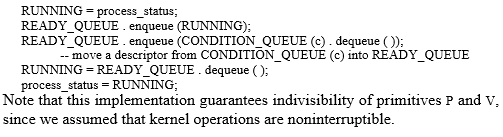 RUNNING = process_status;
READY_QUEUE . enqueue (RUNNING);
READY_QUEUE . enqueue (CONDITION_QUEUE (c) . dequeue ( ));
-- move a descriptor from CONDITION_QUEUE (c) into READY_QUEUE
RUNNING = READY_QUEUE . dequeue ( );
process_status = RUNNING;
Note that this implementation guarantees indivisibility of primitives P and V,
since we assumed that kernel operations are noninterruptible.